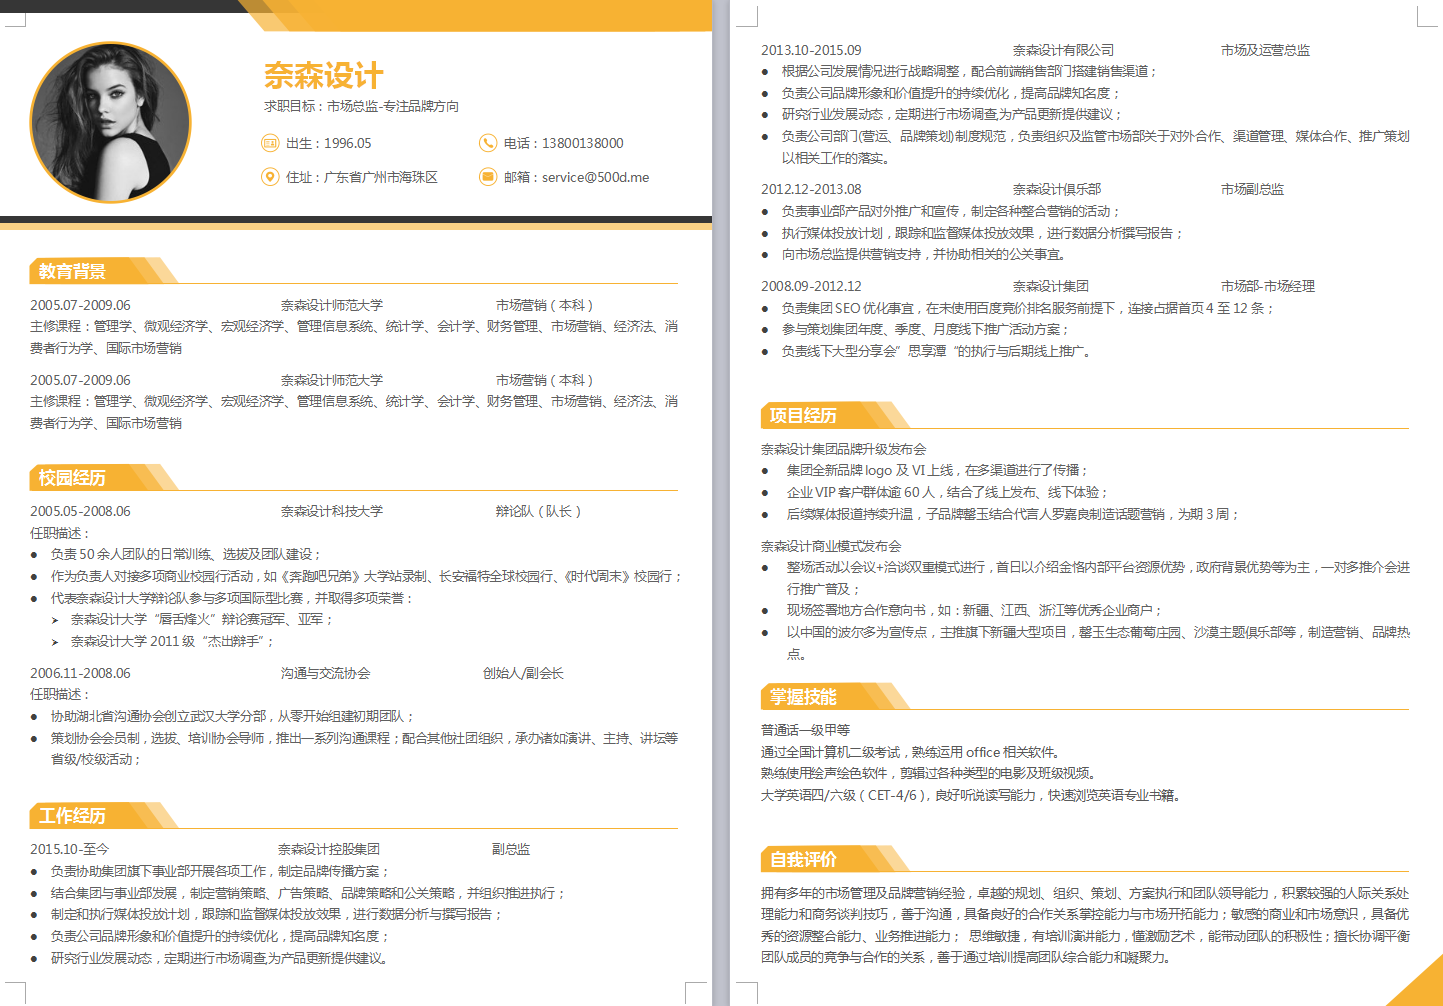 奈森设计
求职目标：市场总监-专注品牌方向
出生：1996.05
电话：13800138000
住址：广东省广州市海珠区
邮箱：service@500d.me
教育背景
2005.07-2009.06 奈森设计师范大学 市场营销（本科）
主修课程：管理学、微观经济学、宏观经济学、管理信息系统、统计学、会计学、财务管理、市场营销、经济法、消
费者行为学、国际市场营销
2005.07-2009.06 奈森设计师范大学 市场营销（本科）
主修课程：管理学、微观经济学、宏观经济学、管理信息系统、统计学、会计学、财务管理、市场营销、经济法、消
费者行为学、国际市场营销
校园经历
2005.05-2008.06 奈森设计科技大学 辩论队（队长）
任职描述：
● 负责 50 余人团队的日常训练、选拔及团队建设；
● 作为负责人对接多项商业校园行活动，如《奔跑吧兄弟》大学站录制、长安福特全球校园行、《时代周末》校园行；
● 代表奈森设计大学辩论队参与多项国际型比赛，并取得多项荣誉：
➢ 奈森设计大学“唇舌烽火”辩论赛冠军、亚军；
➢ 奈森设计大学 2011 级“杰出辩手”；
2006.11-2008.06 沟通与交流协会 创始人/副会长
任职描述：
● 协助湖北省沟通协会创立武汉大学分部，从零开始组建初期团队；
● 策划协会会员制，选拔、培训协会导师，推出一系列沟通课程；配合其他社团组织，承办诸如演讲、主持、讲坛等
省级/校级活动；
工作经历
2015.10-至今 奈森设计控股集团 副总监
● 负责协助集团旗下事业部开展各项工作，制定品牌传播方案；
● 结合集团与事业部发展，制定营销策略、广告策略、品牌策略和公关策略，并组织推进执行；
● 制定和执行媒体投放计划，跟踪和监督媒体投放效果，进行数据分析与撰写报告；
● 负责公司品牌形象和价值提升的持续优化，提高品牌知名度；
● 研究行业发展动态，定期进行市场调查,为产品更新提供建议。
2013.10-2015.09 奈森设计有限公司 市场及运营总监
● 根据公司发展情况进行战略调整，配合前端销售部门搭建销售渠道；
● 负责公司品牌形象和价值提升的持续优化，提高品牌知名度；
● 研究行业发展动态，定期进行市场调查,为产品更新提供建议；
● 负责公司部门(营运、品牌策划)制度规范，负责组织及监管市场部关于对外合作、渠道管理、媒体合作、推广策划
以相关工作的落实。
2012.12-2013.08 奈森设计俱乐部 市场副总监
● 负责事业部产品对外推广和宣传，制定各种整合营销的活动；
● 执行媒体投放计划，跟踪和监督媒体投放效果，进行数据分析撰写报告；
● 向市场总监提供营销支持，并协助相关的公关事宜。
2008.09-2012.12 奈森设计集团 市场部-市场经理
● 负责集团 SEO 优化事宜，在未使用百度竞价排名服务前提下，连接占据首页 4 至 12 条；
● 参与策划集团年度、季度、月度线下推广活动方案；
● 负责线下大型分享会”思享潭“的执行与后期线上推广。
项目经历
奈森设计集团品牌升级发布会
● 集团全新品牌 logo 及 VI 上线，在多渠道进行了传播；
● 企业 VIP 客户群体逾 60 人，结合了线上发布、线下体验；
● 后续媒体报道持续升温，子品牌罄玉结合代言人罗嘉良制造话题营销，为期 3 周；
奈森设计商业模式发布会
● 整场活动以会议+洽谈双重模式进行，首日以介绍金恪内部平台资源优势，政府背景优势等为主，一对多推介会进
行推广普及；
● 现场签署地方合作意向书，如：新疆、江西、浙江等优秀企业商户；
● 以中国的波尔多为宣传点，主推旗下新疆大型项目，罄玉生态葡萄庄园、沙漠主题俱乐部等，制造营销、品牌热
点。
掌握技能
普通话一级甲等
通过全国计算机二级考试，熟练运用 office 相关软件。
熟练使用绘声绘色软件，剪辑过各种类型的电影及班级视频。
大学英语四/六级（CET-4/6），良好听说读写能力，快速浏览英语专业书籍。
自我评价
拥有多年的市场管理及品牌营销经验，卓越的规划、组织、策划、方案执行和团队领导能力，积累较强的人际关系处
理能力和商务谈判技巧，善于沟通，具备良好的合作关系掌控能力与市场开拓能力；敏感的商业和市场意识，具备优
秀的资源整合能力、业务推进能力； 思维敏捷，有培训演讲能力，懂激励艺术，能带动团队的积极性；擅长协调平衡
团队成员的竞争与合作的关系，善于通过培训提高团队综合能力和凝聚力。